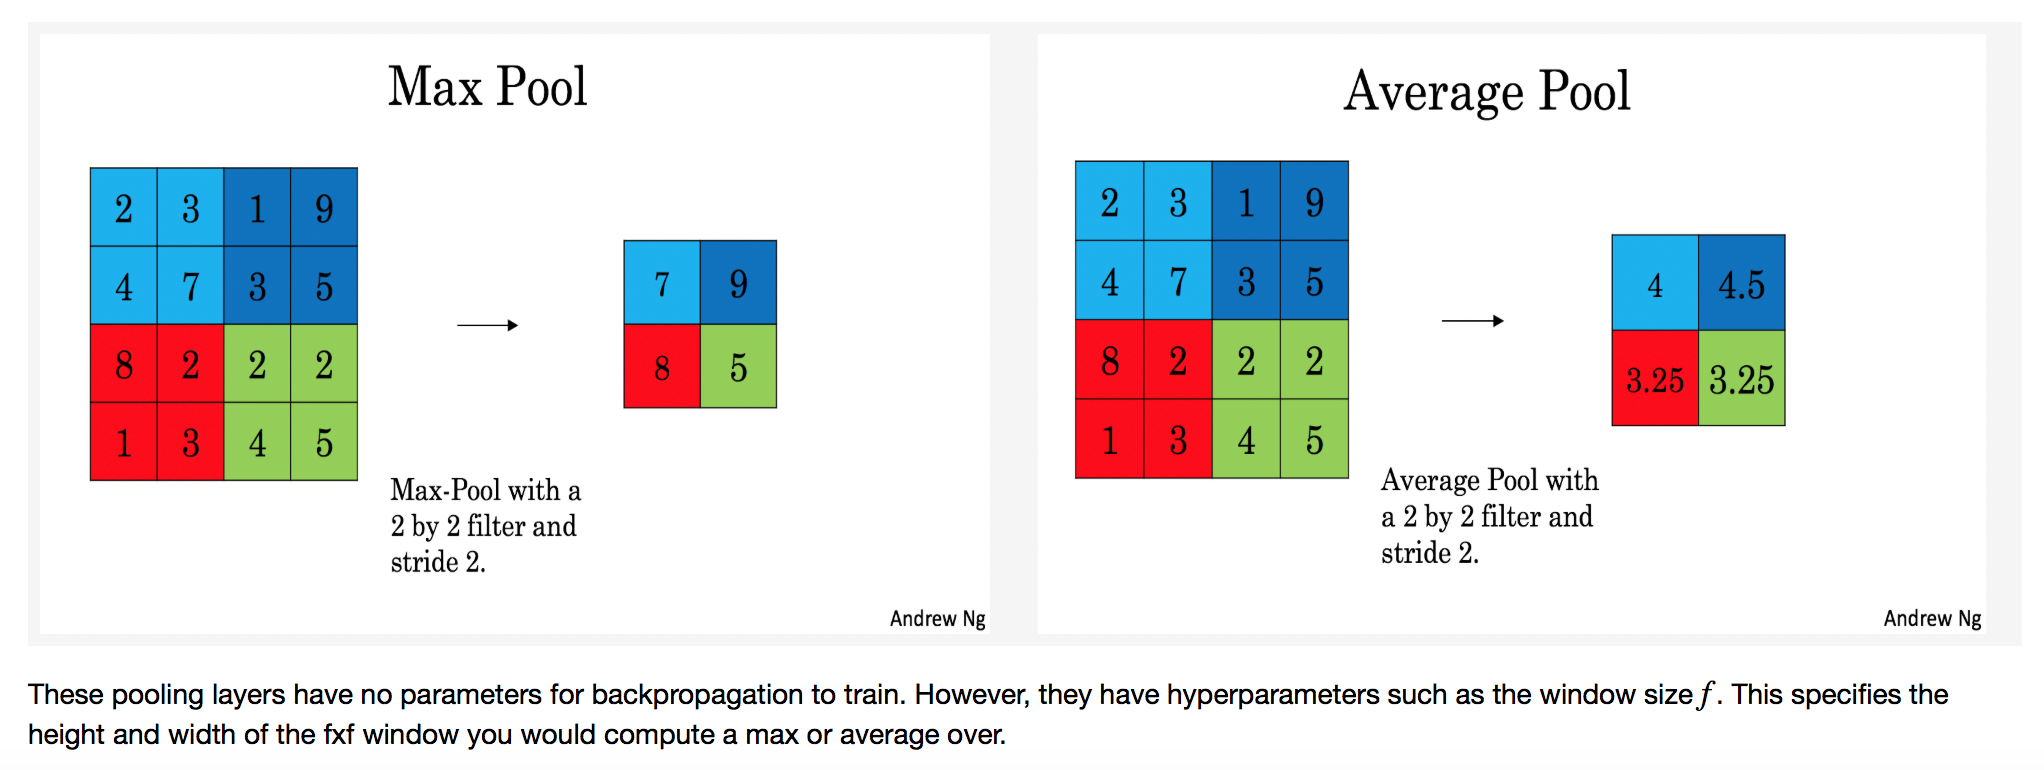 Max Pool
2 3 1 9
4 7 3 5
8 2 2 2
1 3 4 5
7 9
8 5
Max-Pool with a
2 by 2 filter and
stride 2.
Andrew Ng
Average Pool
2 3 1 9
4 7 3 5
8 2 2 2
1 3 4 5
4 4.5
3.25 3.25
Average Pool with
a 2 by 2 filter and
stride 2.
Andrew Ng
These pooling layers have no parameters for backpropagation to train. However, they have hyperparameters such as the window size f. This specifies the
height and width of the fxf window you would compute a max or average over.